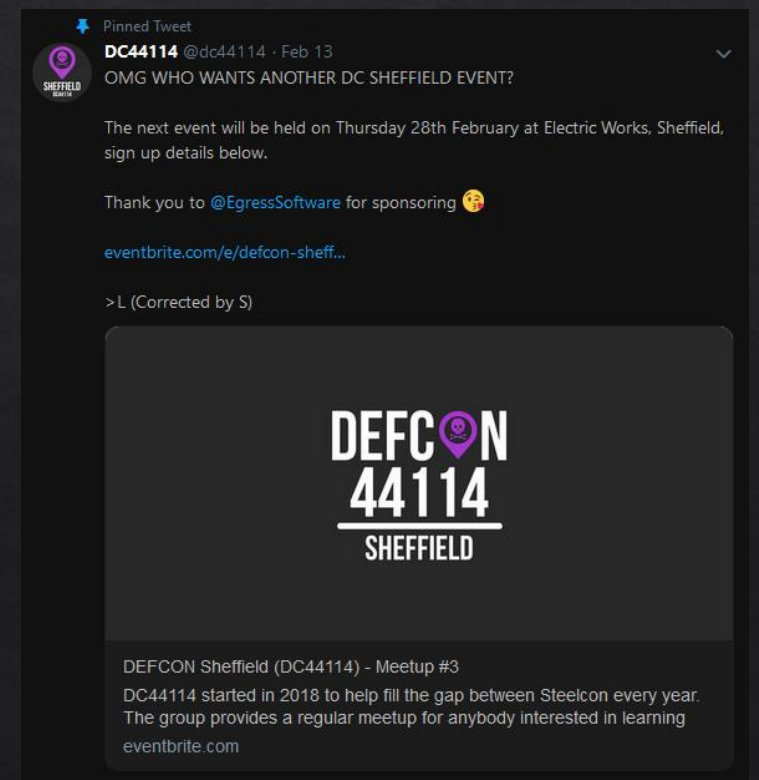 Pinned Tweet
DC44114 @dc44114 · Feb 13
OMG WHO WANTS ANOTHER DC SHEFFIELD EVENT?
The next event will be held on Thursday 28th February at Electric Works, Sheffield,
sign up details below.
Thank you to @EgressSoftware for sponsoring 😘
eventbrite.com/e/defcon-sheff...
>L (Corrected by S)
SHEFFIELD
DC44114
DEFCON
44114
SHEFFIELD
DEFCON Sheffield (DC44114) - Meetup #3
DC44114 started in 2018 to help fill the gap between Steelcon every year.
The group provides a regular meetup for anybody interested in learning
eventbrite.com